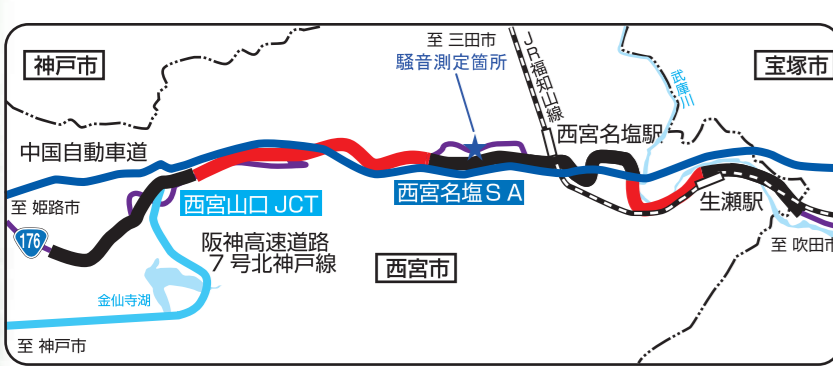 至 三田市
騒音測定箇所
JR福知山線
神戸市
宝塚市
武庫川
中国自動車道
西宮名塩駅
至 姫路市
西宮山口 JCT
西宮名塩SA
生瀬駅
176
阪神高速道路
7号北神戸線
西宮市
至 吹田市
金仙寺湖
至 神戸市